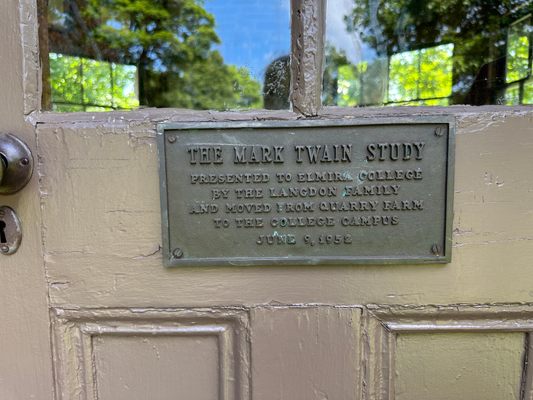 THE MARK TWAIN STUDY
PRESENTED TO ELMIRA COLLEGE
BY THE LANGDON FAMILY
AND MOVED FROM QUARRY FARM
TO THE COLLEGE CAMPUS
JUNE 9, 1952